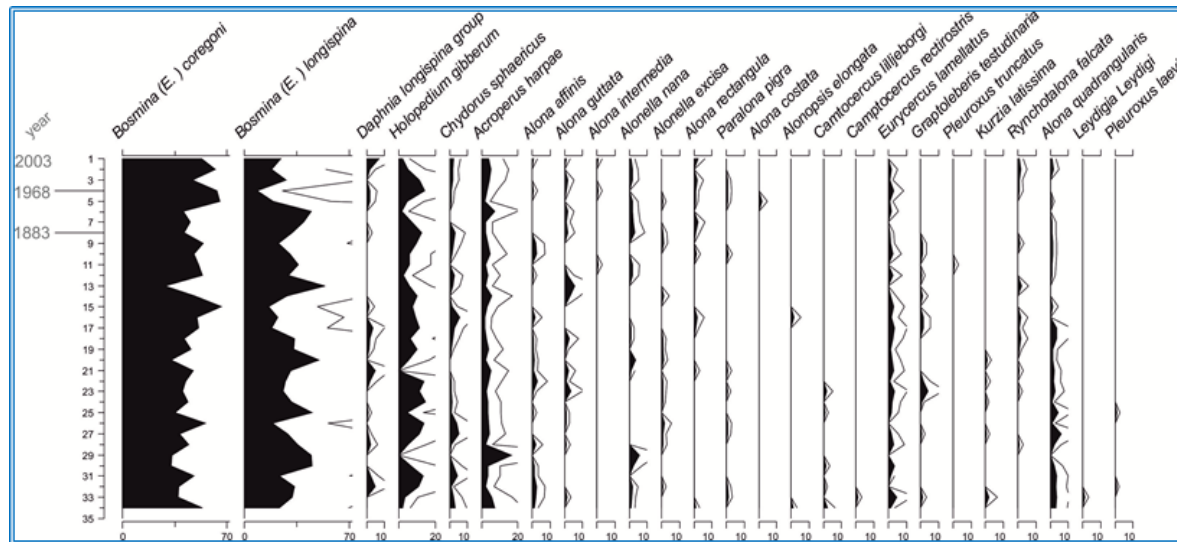 year
Bosmina (E. ) coregoni
Bosmina (E. ) longispina
Daphnia longispina group
Holopedium gibberum
Chydorus sphaericus
Acroperus harpae
Alona affinis
Alona guttata
Alona intermedia
Alonella nana
Alonella excisa
Alona rectangula
Paralona pigra
Alona costata
Alonopsis elongata
Camtocercus lilljeborgi
Camptocercus rectirostris
Eurycercus lamellatus
Graptolebris testudinaria
Pleuroxus truncatus
Kurzia latissima
Rynchotalona falcata
Alona quadrangularis
Leydigia Leydigi
Pleuroxus laevi
2003
1968
1883
1
3
5
7
9
11
13
15
17
19
21
23
25
27
29
31
33
35
0 70 0 70 10 20 10 20 10 10 10 10 10 10 10 10 10 10 10 10 10 10 10 10 10 10 10